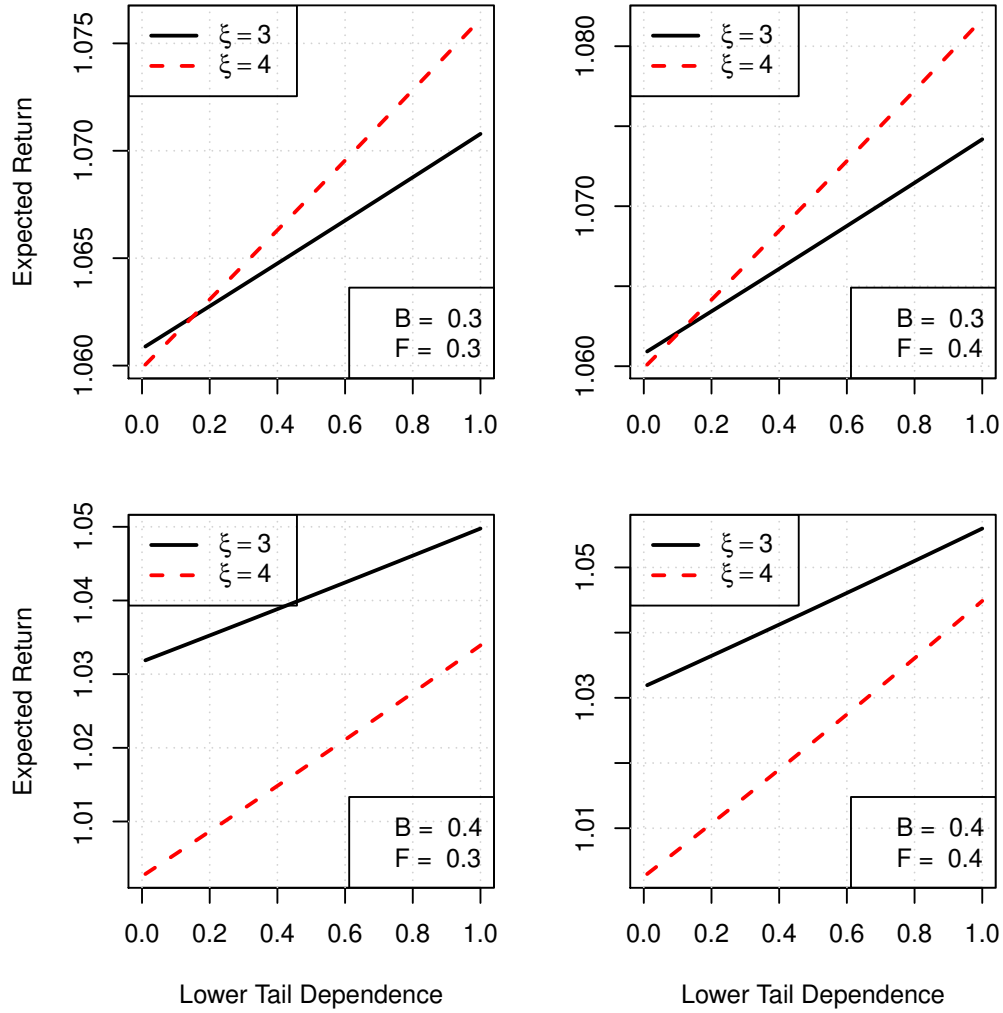 Expected Return
1.060 1.065 1.070 1.075
ξ = 3
ξ = 4
B = 0.3
F = 0.3
0.0 0.2 0.4 0.6 0.8 1.0
1.060 1.070 1.080
ξ = 3
ξ = 4
B = 0.3
F = 0.4
0.0 0.2 0.4 0.6 0.8 1.0
Expected Return
1.01 1.02 1.03 1.04 1.05
ξ = 3
ξ = 4
B = 0.4
F = 0.3
0.0 0.2 0.4 0.6 0.8 1.0
Lower Tail Dependence
1.01 1.03 1.05
ξ = 3
ξ = 4
B = 0.4
F = 0.4
0.0 0.2 0.4 0.6 0.8 1.0
Lower Tail Dependence